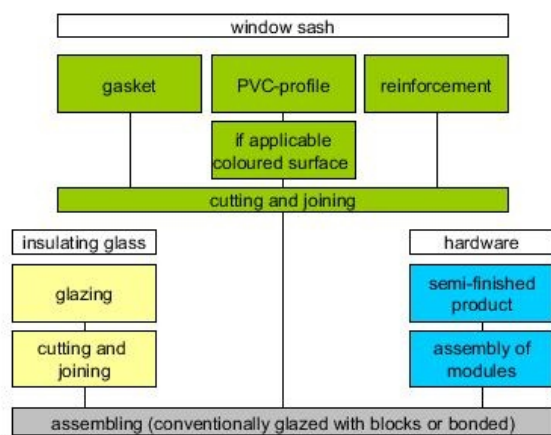 window sash
gasket
PVC-profile
reinforcement
if applicable
coloured surface
cutting and joining
insulating glass
hardware
glazing
semi-finished
product
cutting and
joining
assembly of
modules
assembling (conventionally glazed with blocks or bonded)